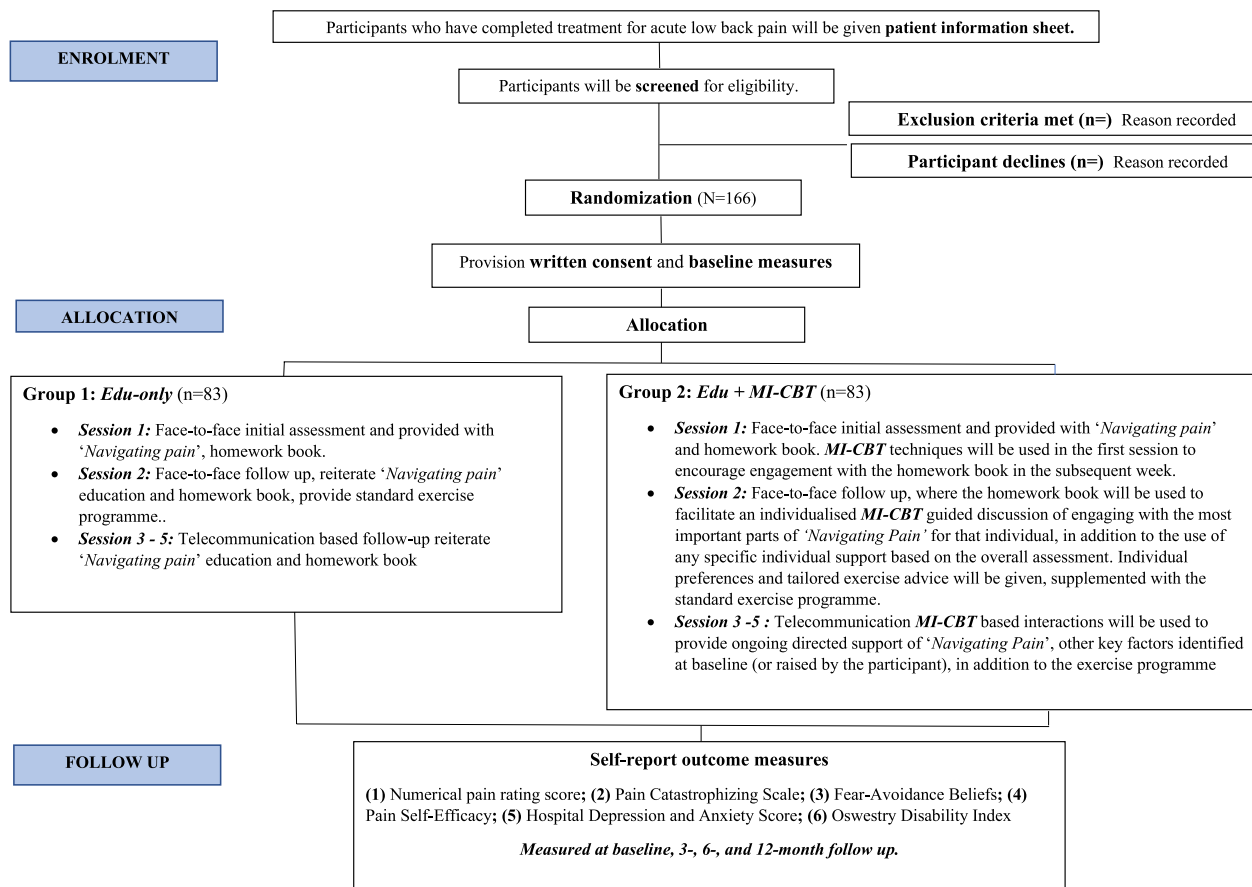 Participants who have completed treatment for acute low back pain will be given patient information sheet.
ENROLMENT
Participants will be screened for eligibility.
Exclusion criteria met (n=) Reason recorded
Participant declines (n=) Reason recorded
Randomization (N=166)
Provision written consent and baseline measures
ALLOCATION
Allocation
Group 1: Edu-only (n=83)
• Session 1: Face-to-face initial assessment and provided with
‘Navigating pain’, homework book.
• Session 2: Face-to-face follow up, reiterate ‘Navigating pain’
education and homework book, provide standard exercise
programme..
• Session 3 - 5: Telecommunication based follow-up reiterate
‘Navigating pain’ education and homework book
Group 2: Edu + MI-CBT (n=83)
• Session 1: Face-to-face initial assessment and provided with ‘Navigating pain’
and homework book. MI-CBT techniques will be used in the first session to
encourage engagement with the homework book in the subsequent week.
• Session 2: Face-to-face follow up, where the homework book will be used to
facilitate an individualised MI-CBT guided discussion of engaging with the most
important parts of ‘Navigating Pain’ for that individual, in addition to the use of
any specific individual support based on the overall assessment. Individual
preferences and tailored exercise advice will be given, supplemented with the
standard exercise programme.
• Session 3 -5 : Telecommunication MI-CBT based interactions will be used to
provide ongoing directed support of ‘Navigating Pain’, other key factors identified
at baseline (or raised by the participant), in addition to the exercise programme
FOLLOW UP
Self-report outcome measures
(1) Numerical pain rating score; (2) Pain Catastrophizing Scale; (3) Fear-Avoidance Beliefs; (4)
Pain Self-Efficacy; (5) Hospital Depression and Anxiety Score; (6) Oswestry Disability Index
Measured at baseline, 3-, 6-, and 12-month follow up.